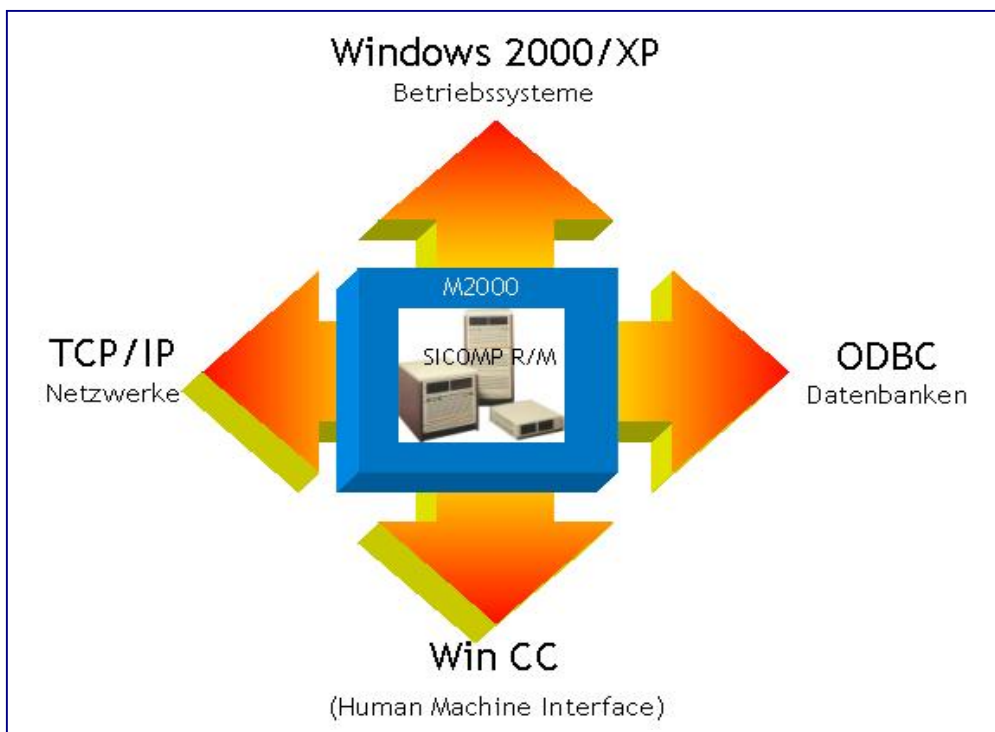 Windows 2000/XP
Betriebssysteme
M2000
SICOMP R/M
TCP/IP
Netzwerke
ODBC
Datenbanken
Win CC
(Human Machine Interface)